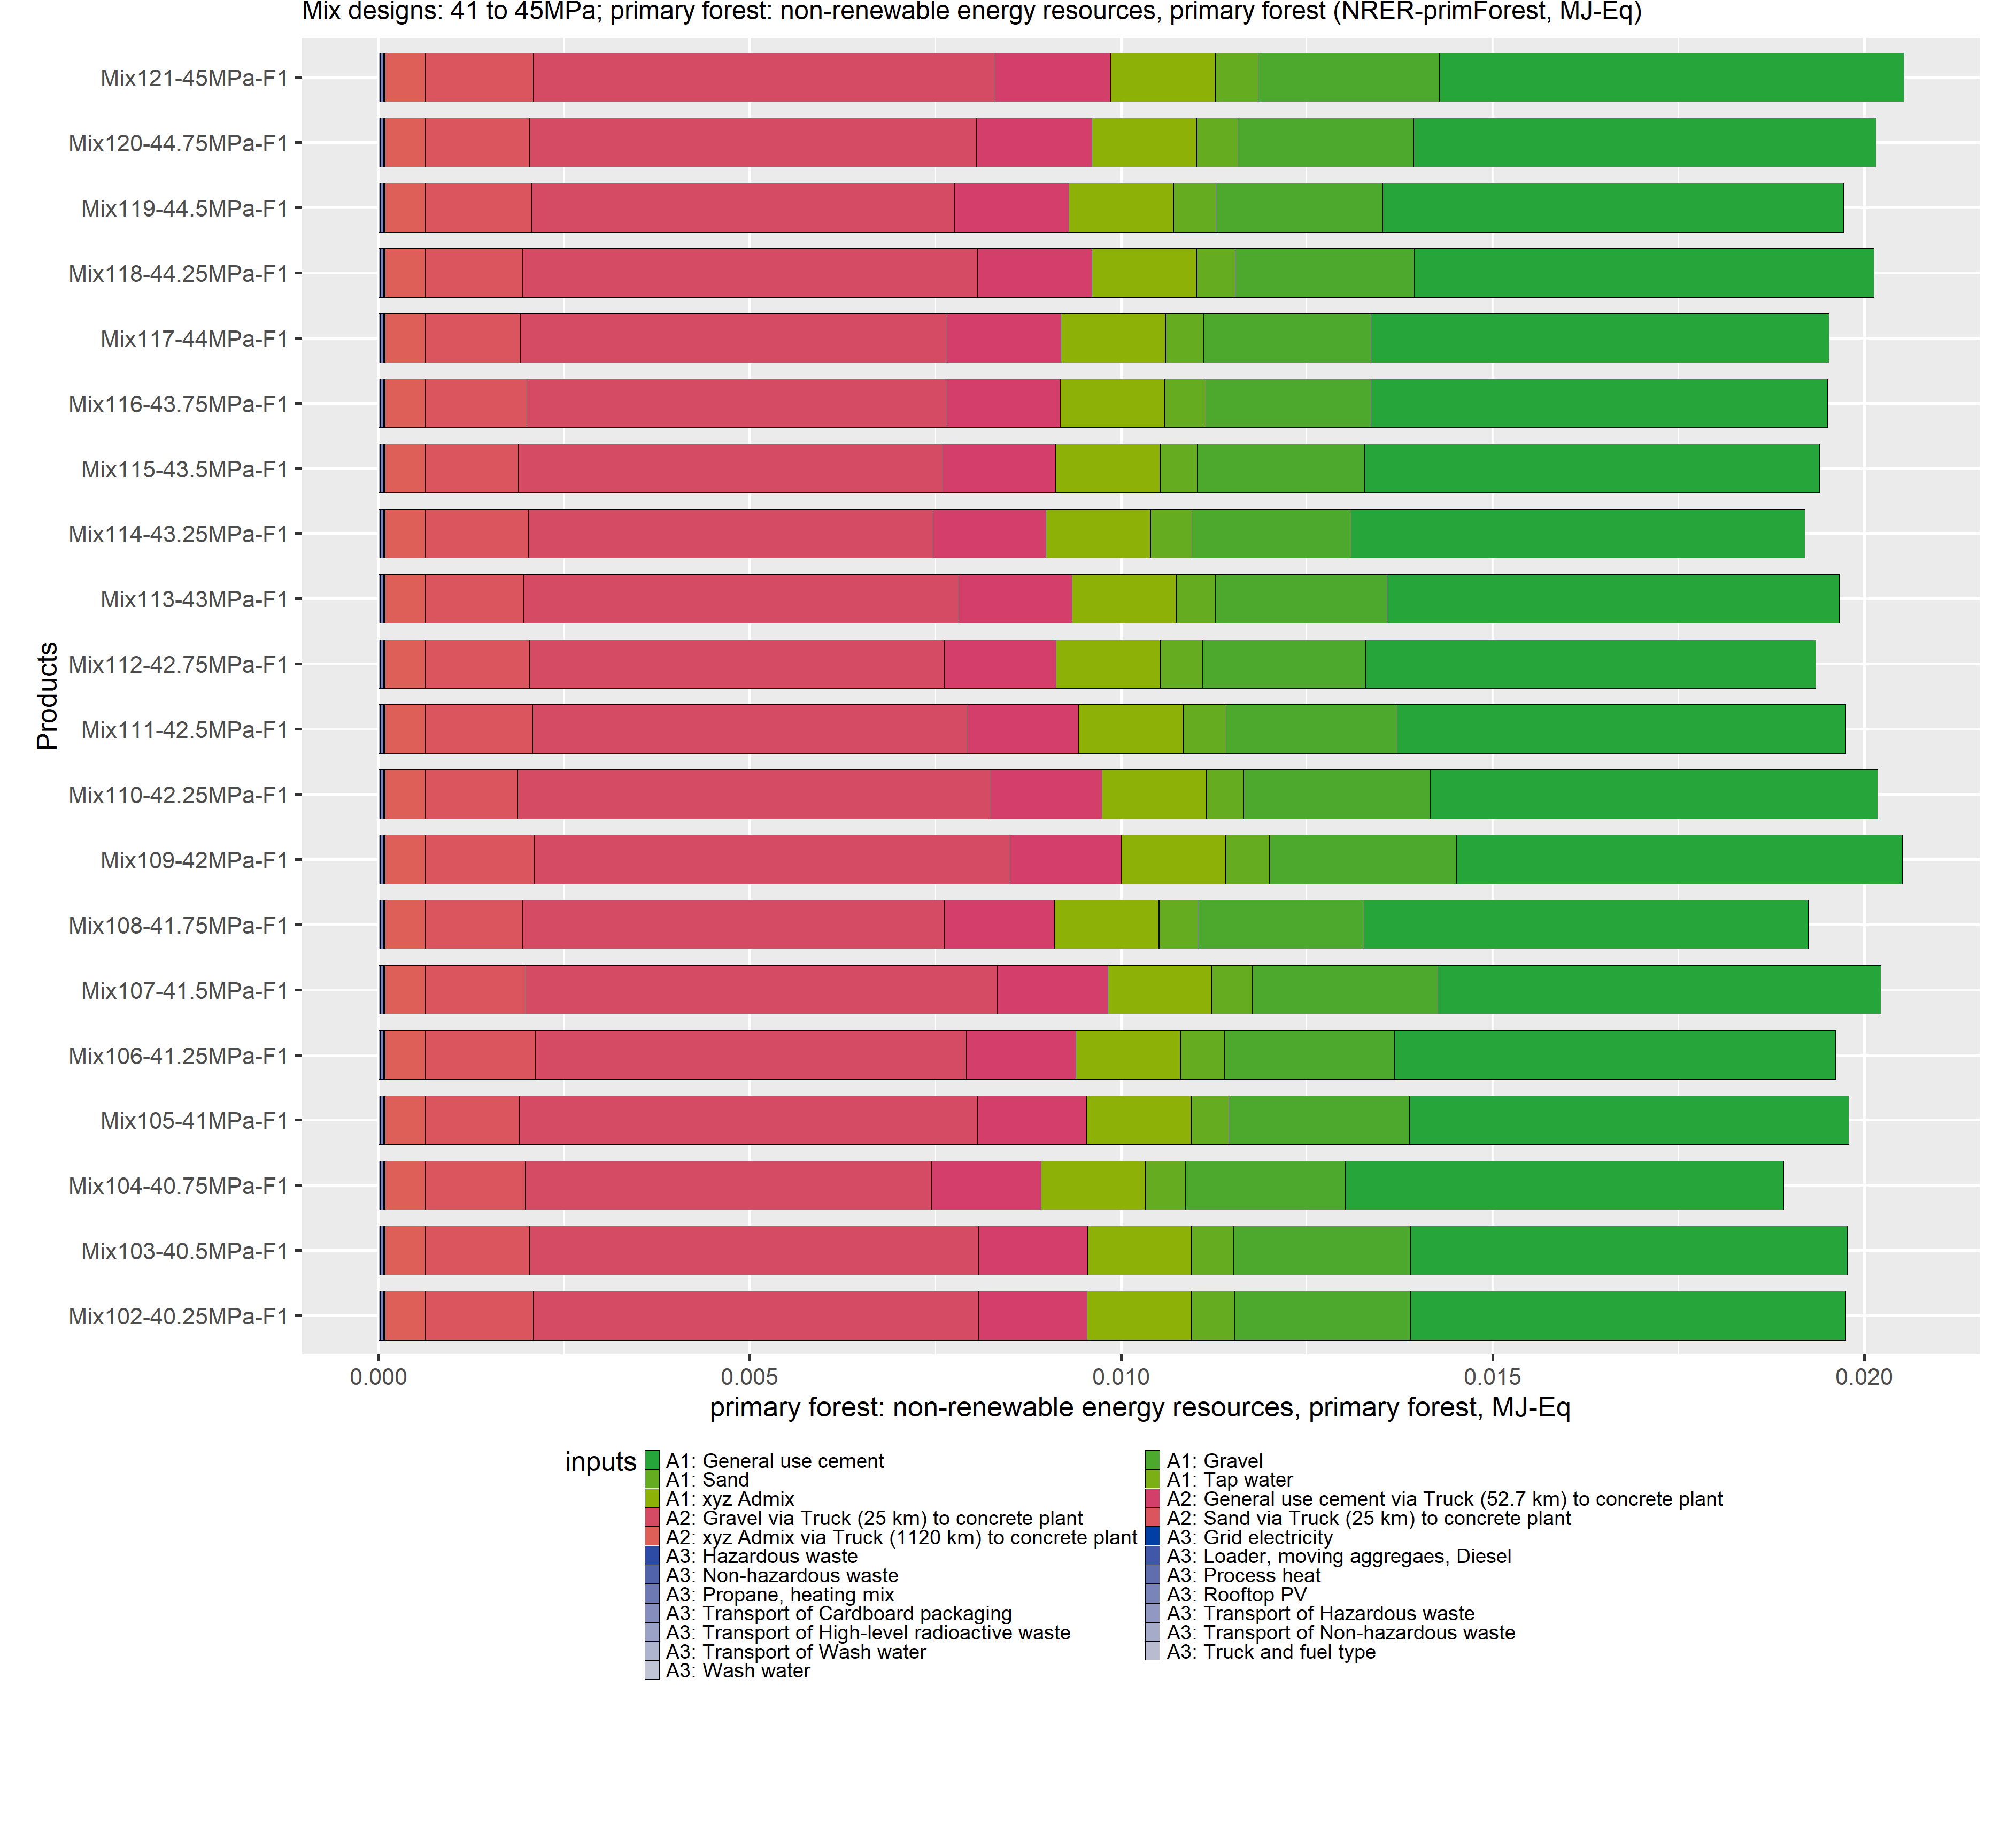 Mix designs: 41 to 45MPa; primary forest: non-renewable energy resources, primary forest (NRER-primForest, MJ-Eq)
Products
Mix121-45MPa-F1
Mix120-44.75MPa-F1
Mix119-44.5MPa-F1
Mix118-44.25MPa-F1
Mix117-44MPa-F1
Mix116-43.75MPa-F1
Mix115-43.5MPa-F1
Mix114-43.25MPa-F1
Mix113-43MPa-F1
Mix112-42.75MPa-F1
Mix111-42.5MPa-F1
Mix110-42.25MPa-F1
Mix109-42MPa-F1
Mix108-41.75MPa-F1
Mix107-41.5MPa-F1
Mix106-41.25MPa-F1
Mix105-41MPa-F1
Mix104-40.75MPa-F1
Mix103-40.5MPa-F1
Mix102-40.25MPa-F1
0.000 0.005 0.010 0.015 0.020
primary forest: non-renewable energy resources, primary forest, MJ-Eq
inputs
A1: General use cement A1: Gravel
A1: Sand A1: Tap water
A1: xyz Admix A2: General use cement via Truck (52.7 km) to concrete plant
A2: Gravel via Truck (25 km) to concrete plant A2: Sand via Truck (25 km) to concrete plant
A2: xyz Admix via Truck (1120 km) to concrete plant A3: Grid electricity
A3: Hazardous waste A3: Loader, moving aggregaes, Diesel
A3: Non-hazardous waste A3: Process heat
A3: Propane, heating mix A3: Rooftop PV
A3: Transport of Cardboard packaging A3: Transport of Hazardous waste
A3: Transport of High-level radioactive waste A3: Transport of Non-hazardous waste
A3: Transport of Wash water A3: Truck and fuel type
A3: Wash water